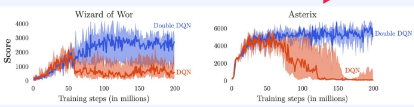 Wizard of Wor
Score
4000
3000
2000
1000
0
Double DQN
DQN
0
50
100
150
200
Training steps (in millions)
Asterix
6000
4000
2000
0
Double DQN
DQN
0
50
100
150
200
Training steps (in millions)